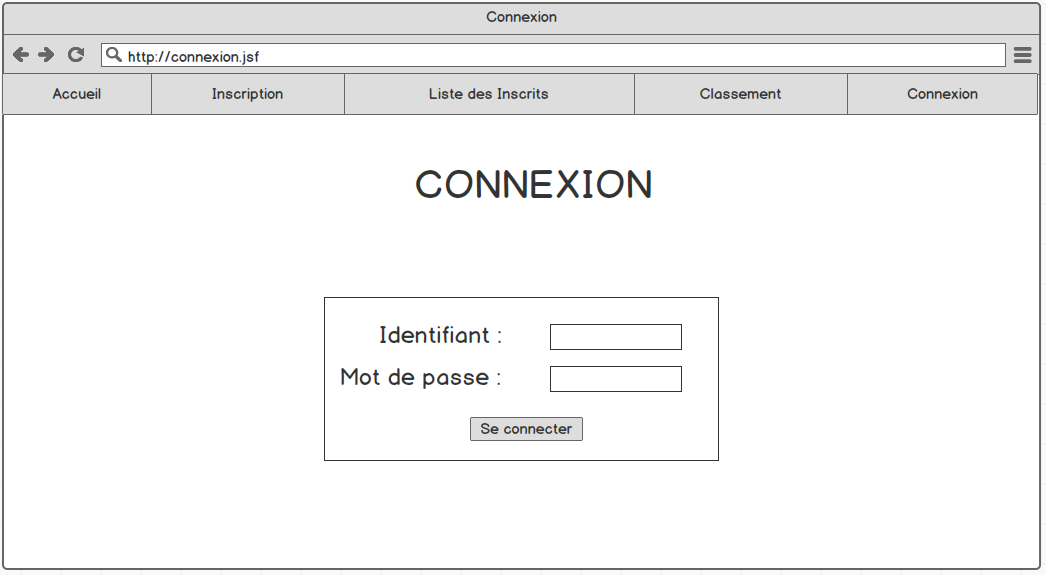 Connexion
http://connexion.jsf
Accueil Inscription Liste des Inscrits Classement Connexion
CONNEXION
Identifiant :
Mot de passe :
Se connecter